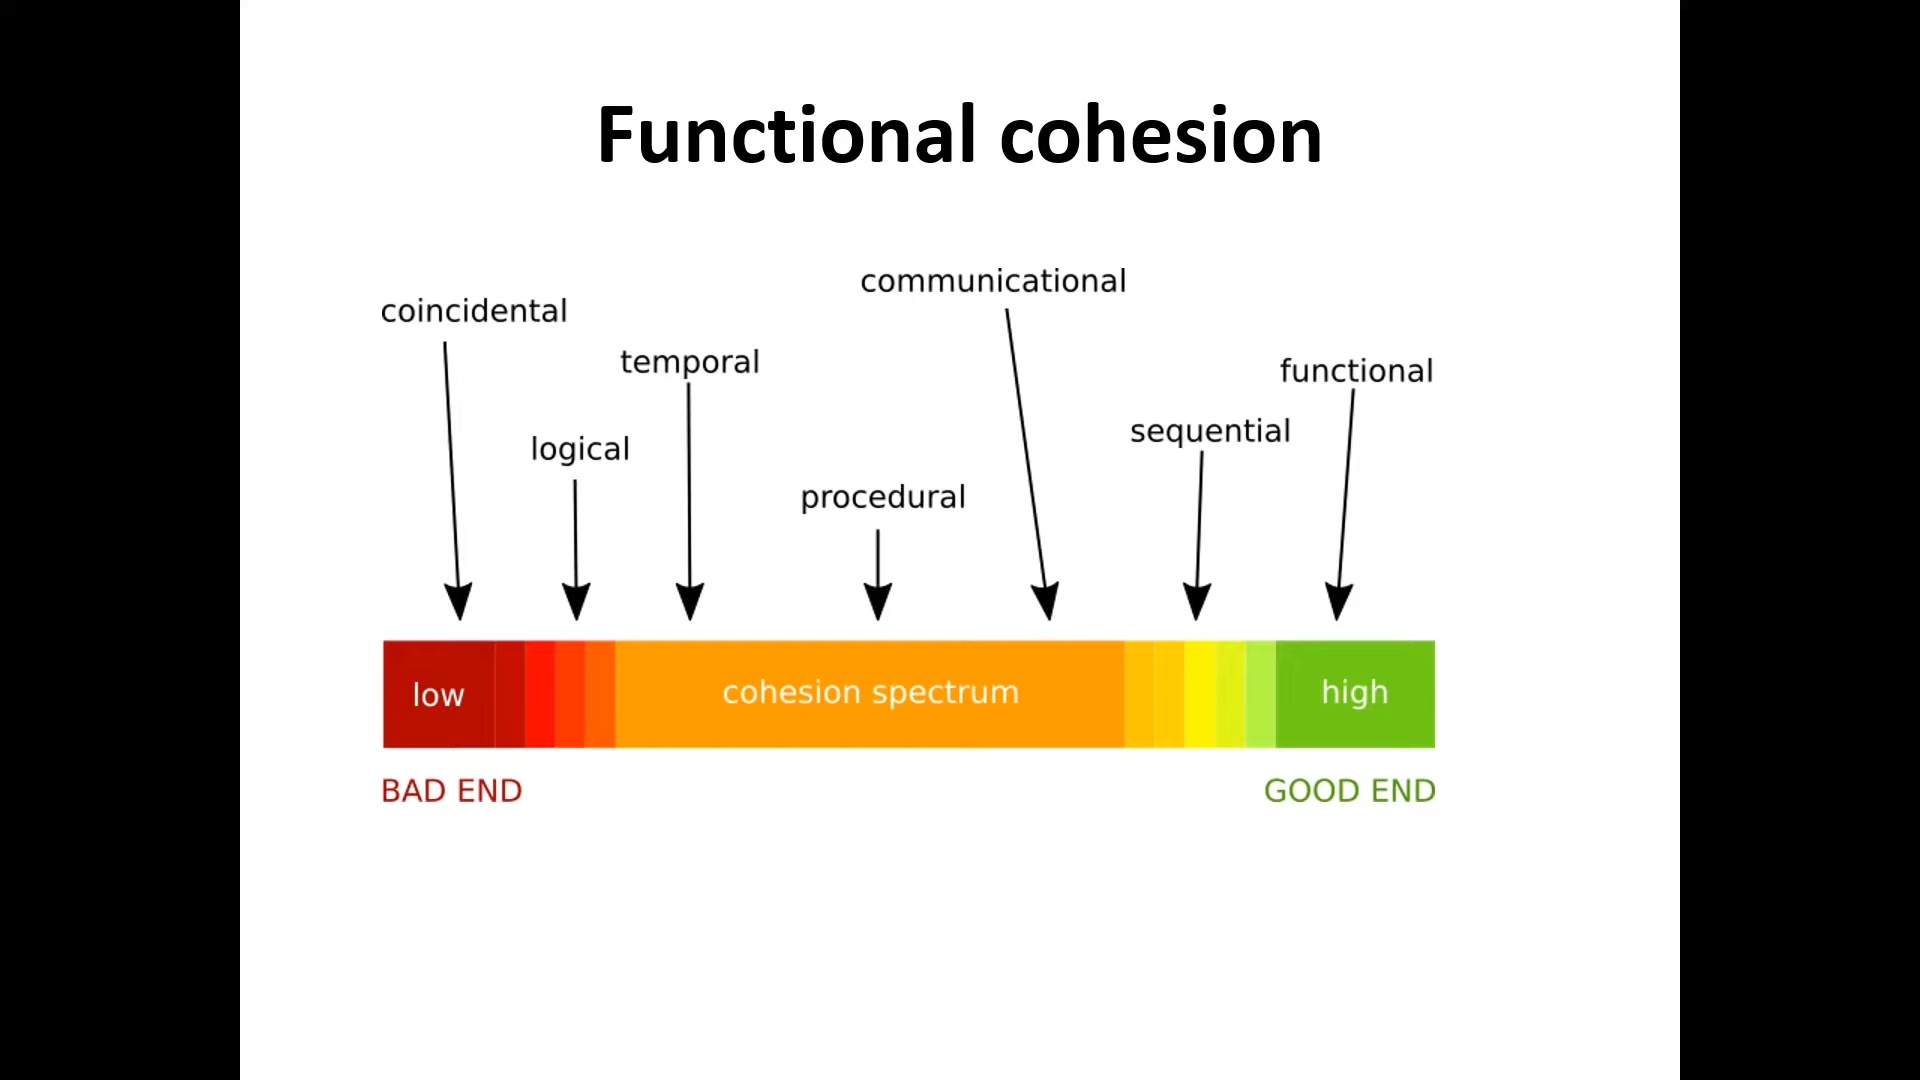 Functional cohesion
communicational
coincidental
temporal
functional
sequential
logical
procedural
low
cohesion spectrum
high
BAD END
GOOD END